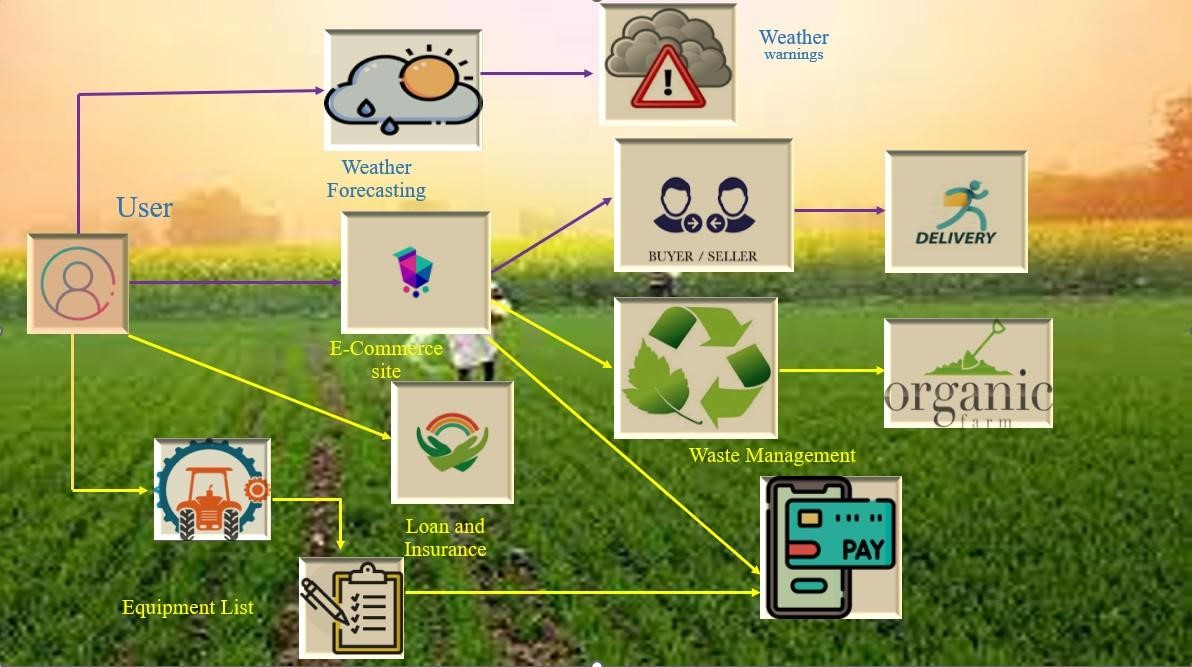 Weather
warnings
Weather
Forecasting
User
BUYER / SELLER
DELIVERY
E-Commerce
site
organic
farm
Waste Management
Loan and
Insurance
PAY
Equipment List